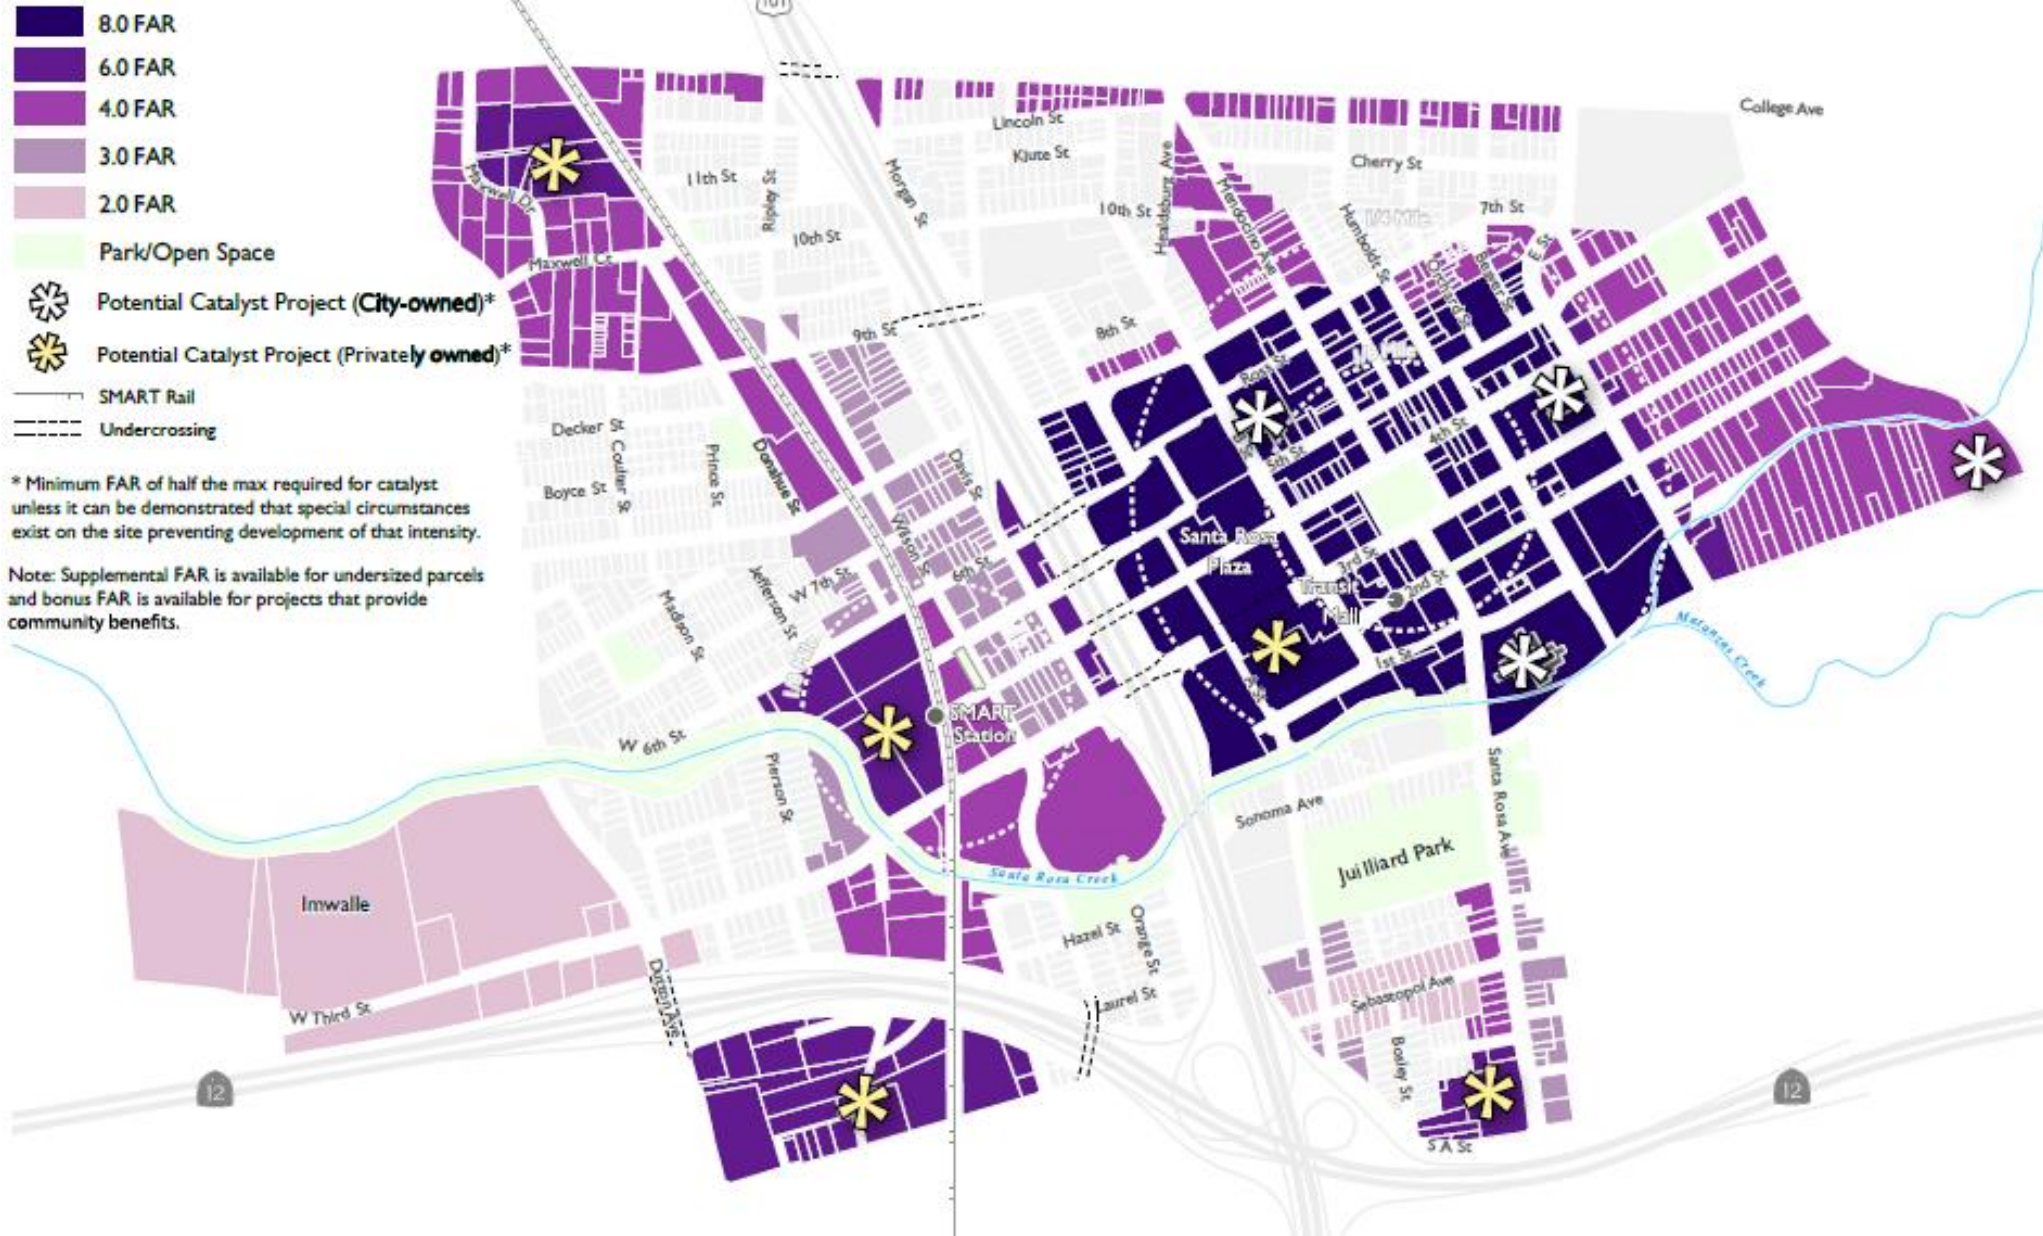 8.0 FAR
6.0 FAR
4.0 FAR
3.0 FAR
2.0 FAR
Park/Open Space
Potential Catalyst Project (City-owned)*
Potential Catalyst Project (Privately owned)*
SMART Rail
Undercrossing
* Minimum FAR of half the max required for catalyst
unless it can be demonstrated that special circumstances
exist on the site preventing development of that intensity.
Note: Supplemental FAR is available for undersized parcels
and bonus FAR is available for projects that provide
community benefits.
101
College Ave
Lincoln St
Klute St
Cherry St
11th St
Ripley St
Morgan St
Healdsburg Ave
Mendocino Ave
Humboldt St
7th St
10th St
10th St
Maxwell Dr
Maxwell Ct
E St
Beaver St
Orchard St
9th St
8th St
Ross St
Decker St
Coulter St
Prince St
Donahue St
Boyce St
Davis St
4th St
5th St
Wilson St
6th St
Santa Rosa
Plaza
3rd St
Transit
Mall
2nd St
Jefferson St
W 7th St
Madison St
1st St
Matanzas Creek
SMART
Station
W 6th St
Pierson St
Santa Rosa Ave
Sonoma Ave
Juilliard Park
Santa Rosa Creek
Imwalle
Hazel St
Orange St
Laurel St
Sebastopol Ave
W Third St
Dutton Ave
Bosley St
12
12
S A St